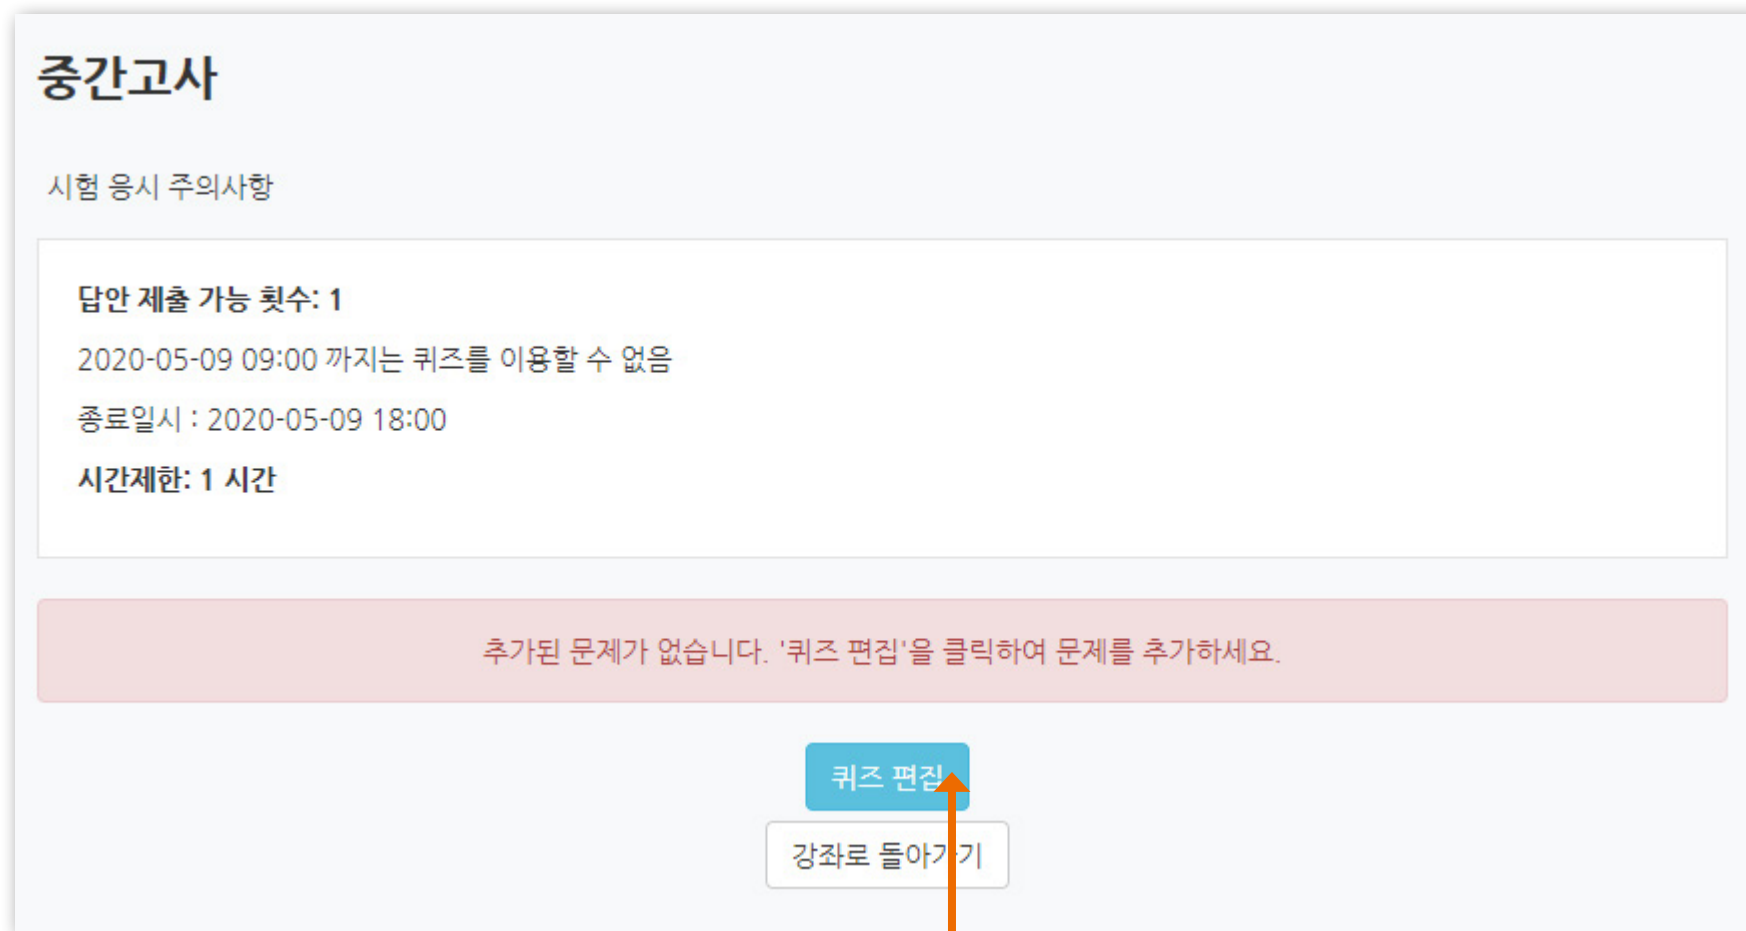 중간고사
시험 응시 주의사항
답안 제출 가능 횟수: 1
2020-05-09 09:00 까지는 퀴즈를 이용할 수 없음
종료일시 : 2020-05-09 18:00
시간제한: 1 시간
추가된 문제가 없습니다. '퀴즈 편집'을 클릭하여 문제를 추가하세요.
퀴즈 편집
강좌로 돌아가기